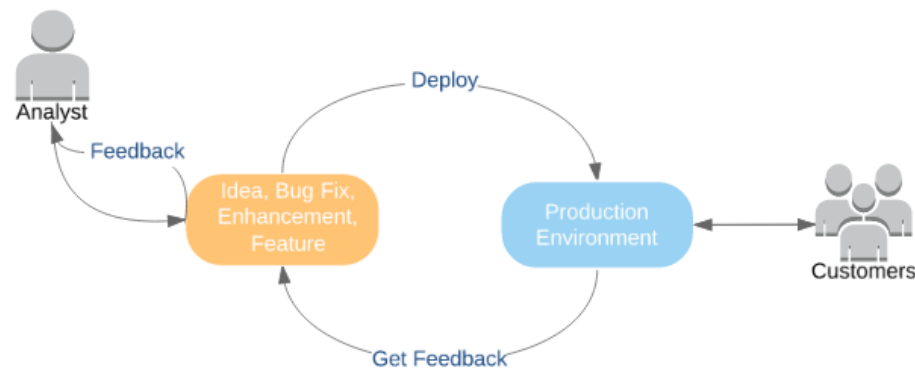 Deploy
Analyst
Feedback
Idea, Bug Fix,
Enhancement,
Feature
Production
Environment
Customers
Get Feedback